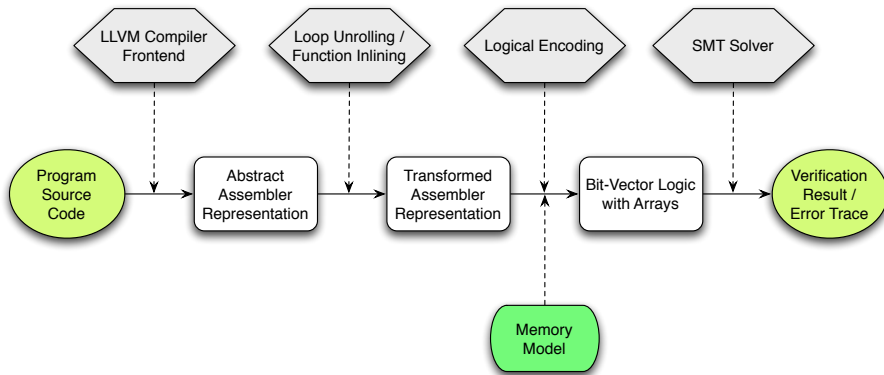 LLVM Compiler
Frontend
Loop Unrolling /
Function Inlining
Logical Encoding
SMT Solver
Program
Source
Code
Abstract
Assembler
Representation
Transformed
Assembler
Representation
Bit-Vector Logic
with Arrays
Verification
Result /
Error Trace
Memory
Model